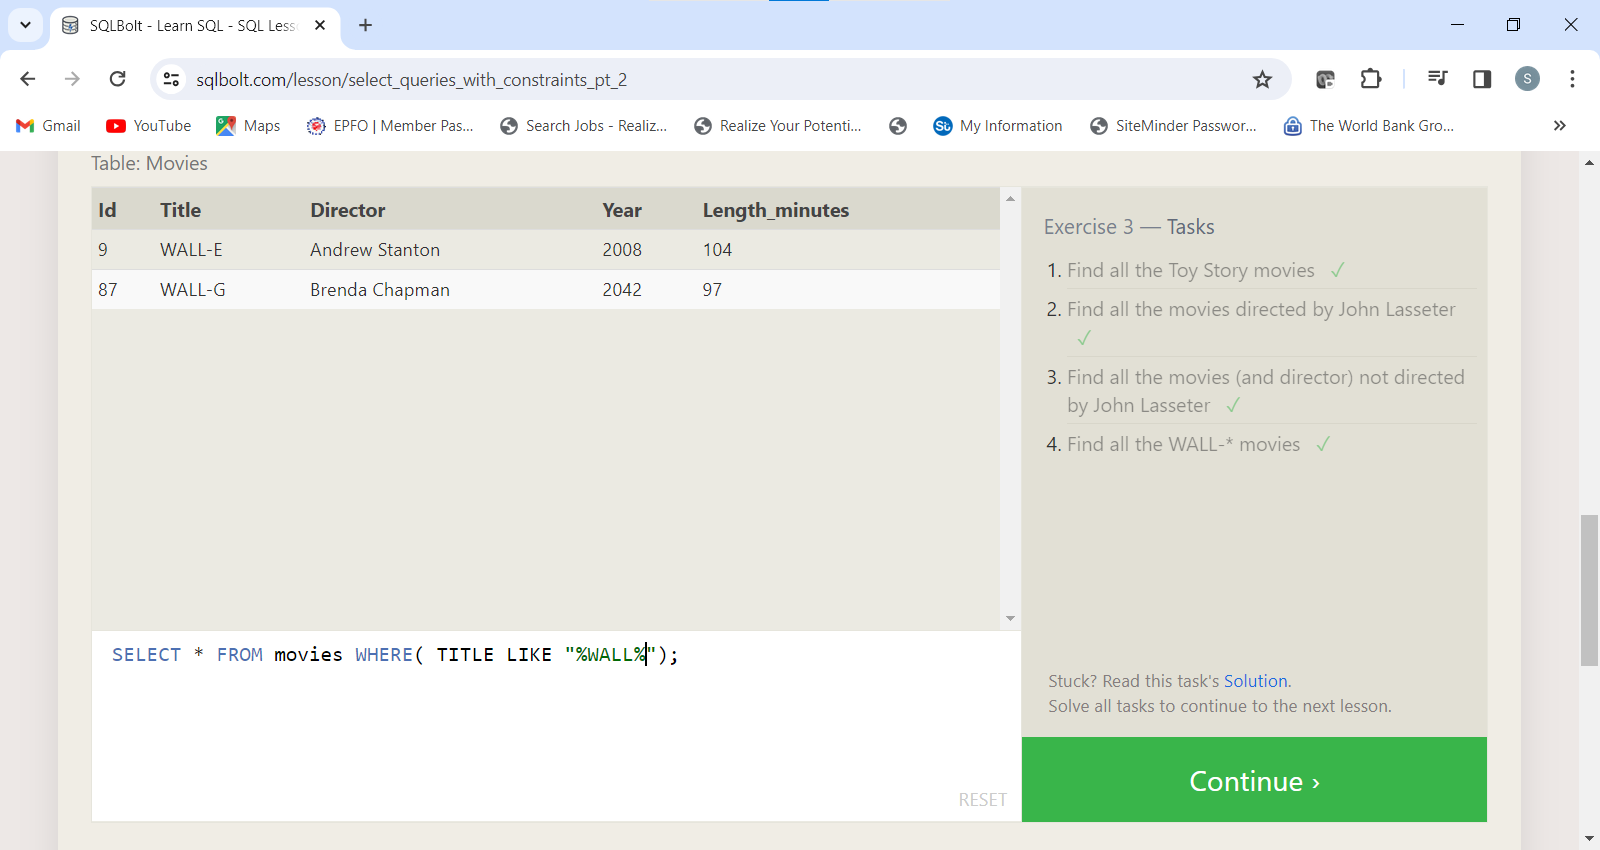 SQLBolt - Learn SQL - SQL Less
sqlbolt.com/lesson/select_queries_with_constraints_pt_2
S
Gmail YouTube Maps EPFO | Member Pas... Search Jobs - Realiz... Realize Your Potenti... St My Information SiteMinder Passwor... The World Bank Gro...
Table: Movies
Id Title Director Year Length_minutes
9 WALL-E Andrew Stanton 2008 104
87 WALL-G Brenda Chapman 2042 97
SELECT * FROM movies WHERE( TITLE LIKE "%WALL%");
RESET
Exercise 3 — Tasks
1. Find all the Toy Story movies ✓
2. Find all the movies directed by John Lasseter
✓
3. Find all the movies (and director) not directed
by John Lasseter ✓
4. Find all the WALL-* movies ✓
Stuck? Read this task's Solution.
Solve all tasks to continue to the next lesson.
Continue ›